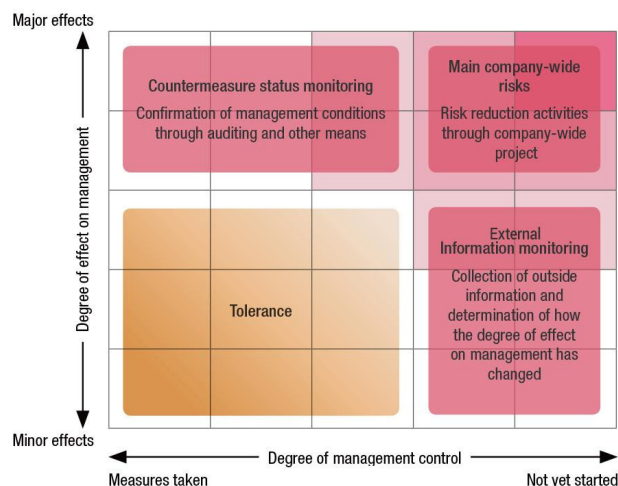 Major effects
Countermeasure status monitoring
Confirmation of management conditions
through auditing and other means
Main company-wide
risks
Risk reduction activities
through company-wide
project
Degree of effect on management
Tolerance
External
Information monitoring
Collection of outside
information and
determination of how
the degree of effect
on management has
changed
Minor effects
Degree of management control
Measures taken
Not yet started